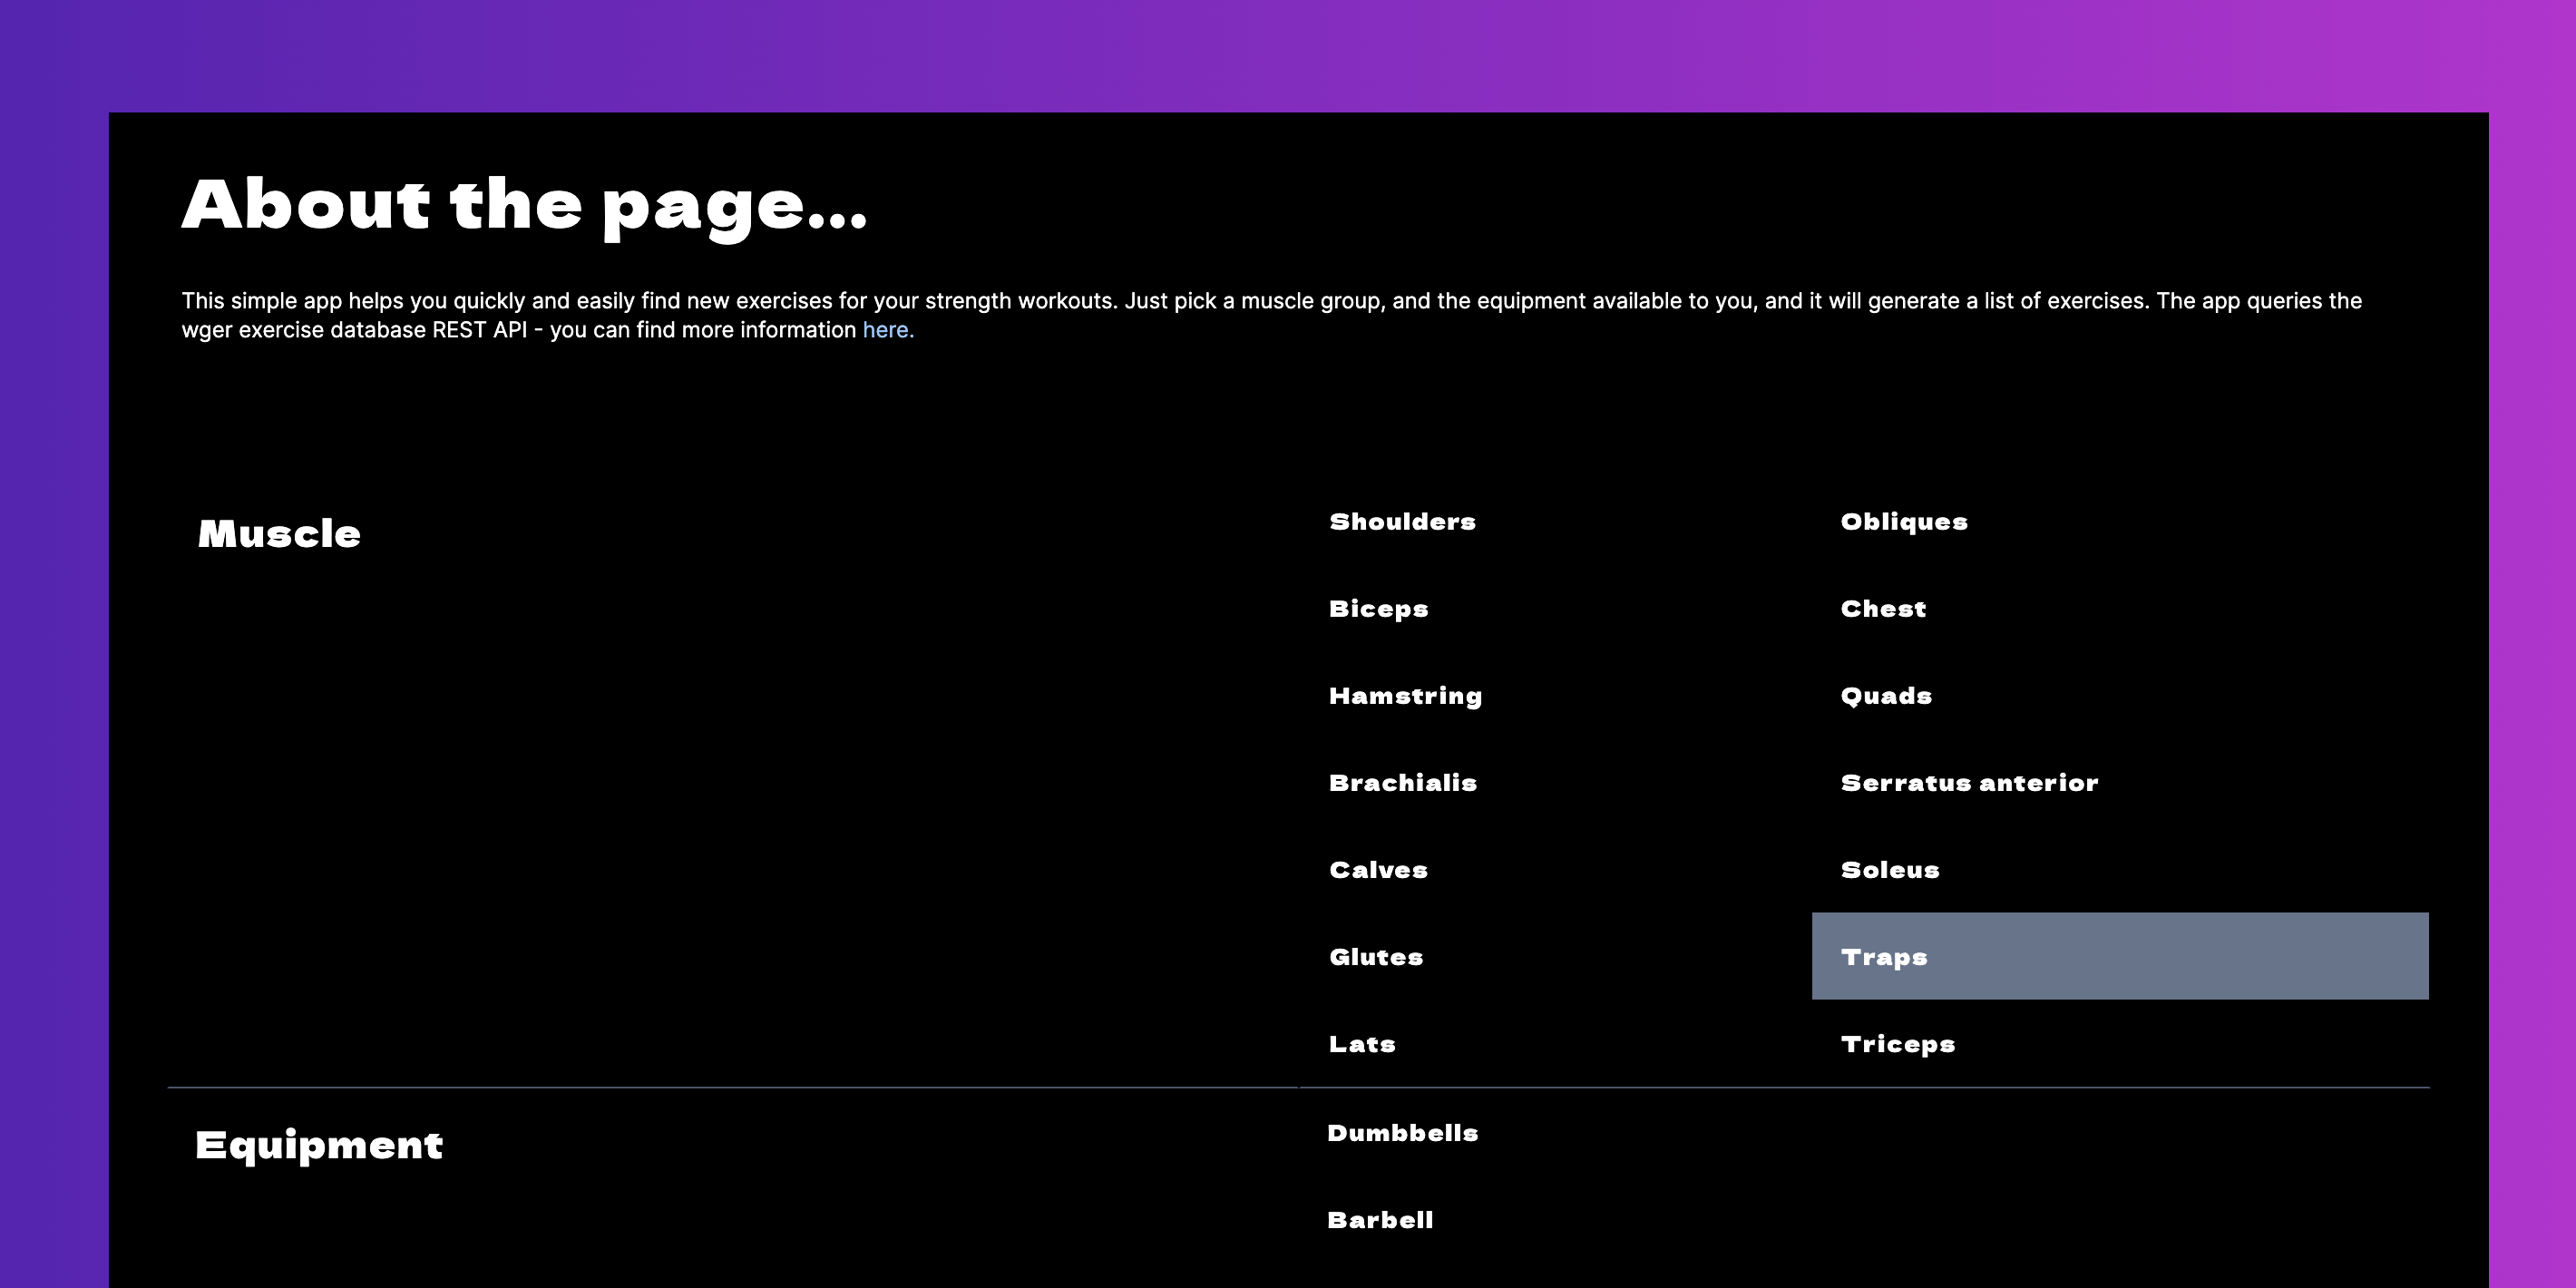 About the page...
This simple app helps you quickly and easily find new exercises for your strength workouts. Just pick a muscle group, and the equipment available to you, and it will generate a list of exercises. The app queries the
wger exercise database REST API - you can find more information here.
Muscle
Shoulders
Biceps
Hamstring
Brachialis
Calves
Glutes
Lats
Obliques
Chest
Quads
Serratus anterior
Soleus
Traps
Triceps
Equipment
Dumbbells
Barbell